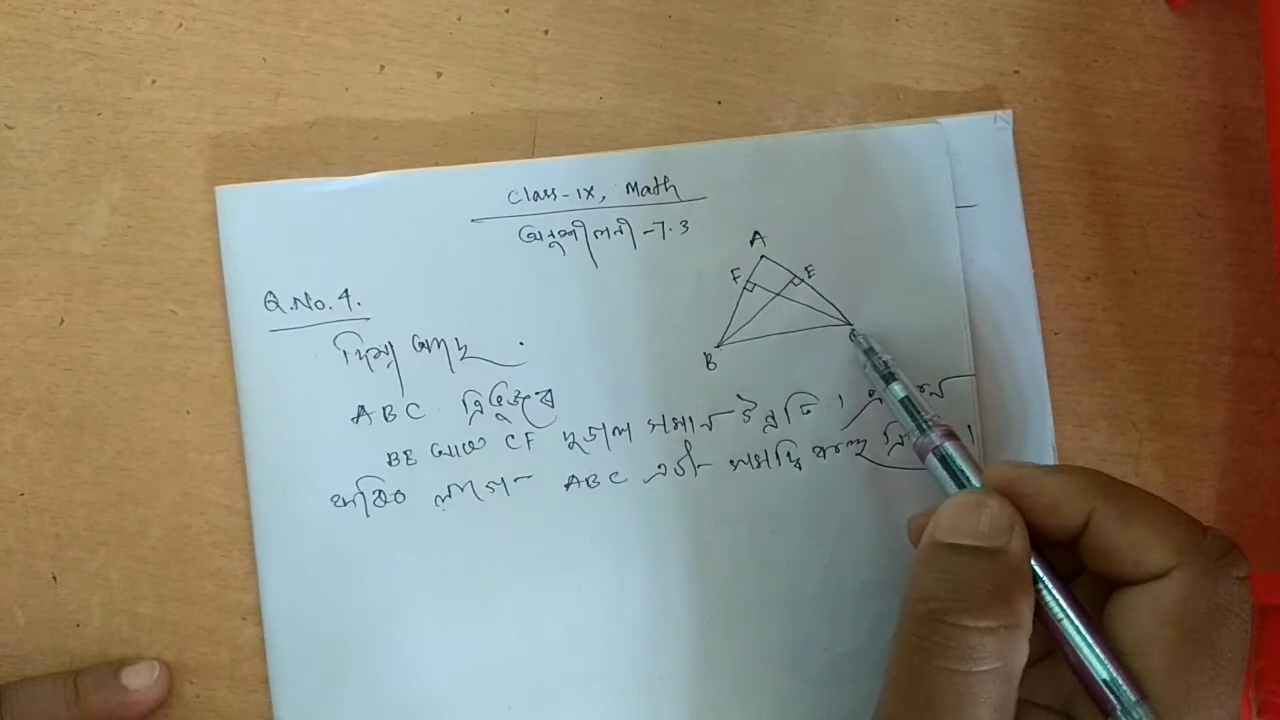 Class-IX, Math
অনুশীলনী-7.3
Q.No. 4.
দিয়া আছে
ABC ত্ৰিভুজৰ
BE আৰু CF দুডাল সমান উন্নতি।
কৰিব লাগে- ABC এটা সমদ্বিবাহু
A
F
E
B